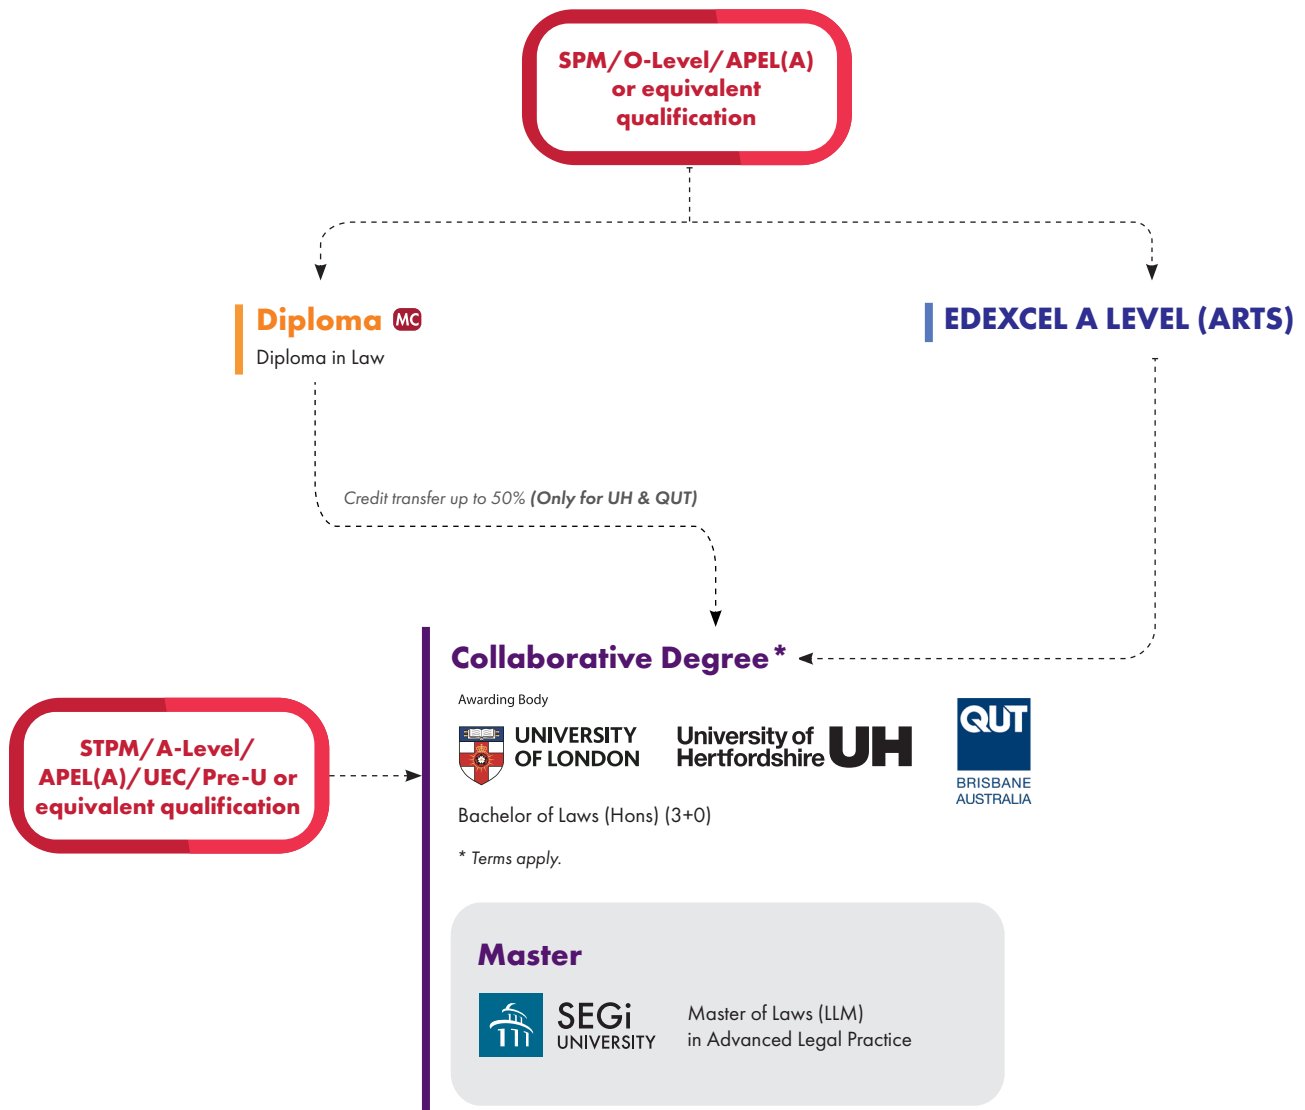 SPM/O-Level/APEL(A)
or equivalent
qualification
Diploma MC
Diploma in Law
EDEXCEL A LEVEL (ARTS)
Credit transfer up to 50% (Only for UH & QUT)
Collaborative Degree*
Awarding Body
UNIVERSITY
OF LONDON
University of
Hertfordshire UH
QUT
BRISBANE
AUSTRALIA
STPM/A-Level/
APEL(A)/UEC/Pre-U or
equivalent qualification
Bachelor of Laws (Hons) (3+0)
* Terms apply.
Master
SEGi
UNIVERSITY
Master of Laws (LLM)
in Advanced Legal Practice